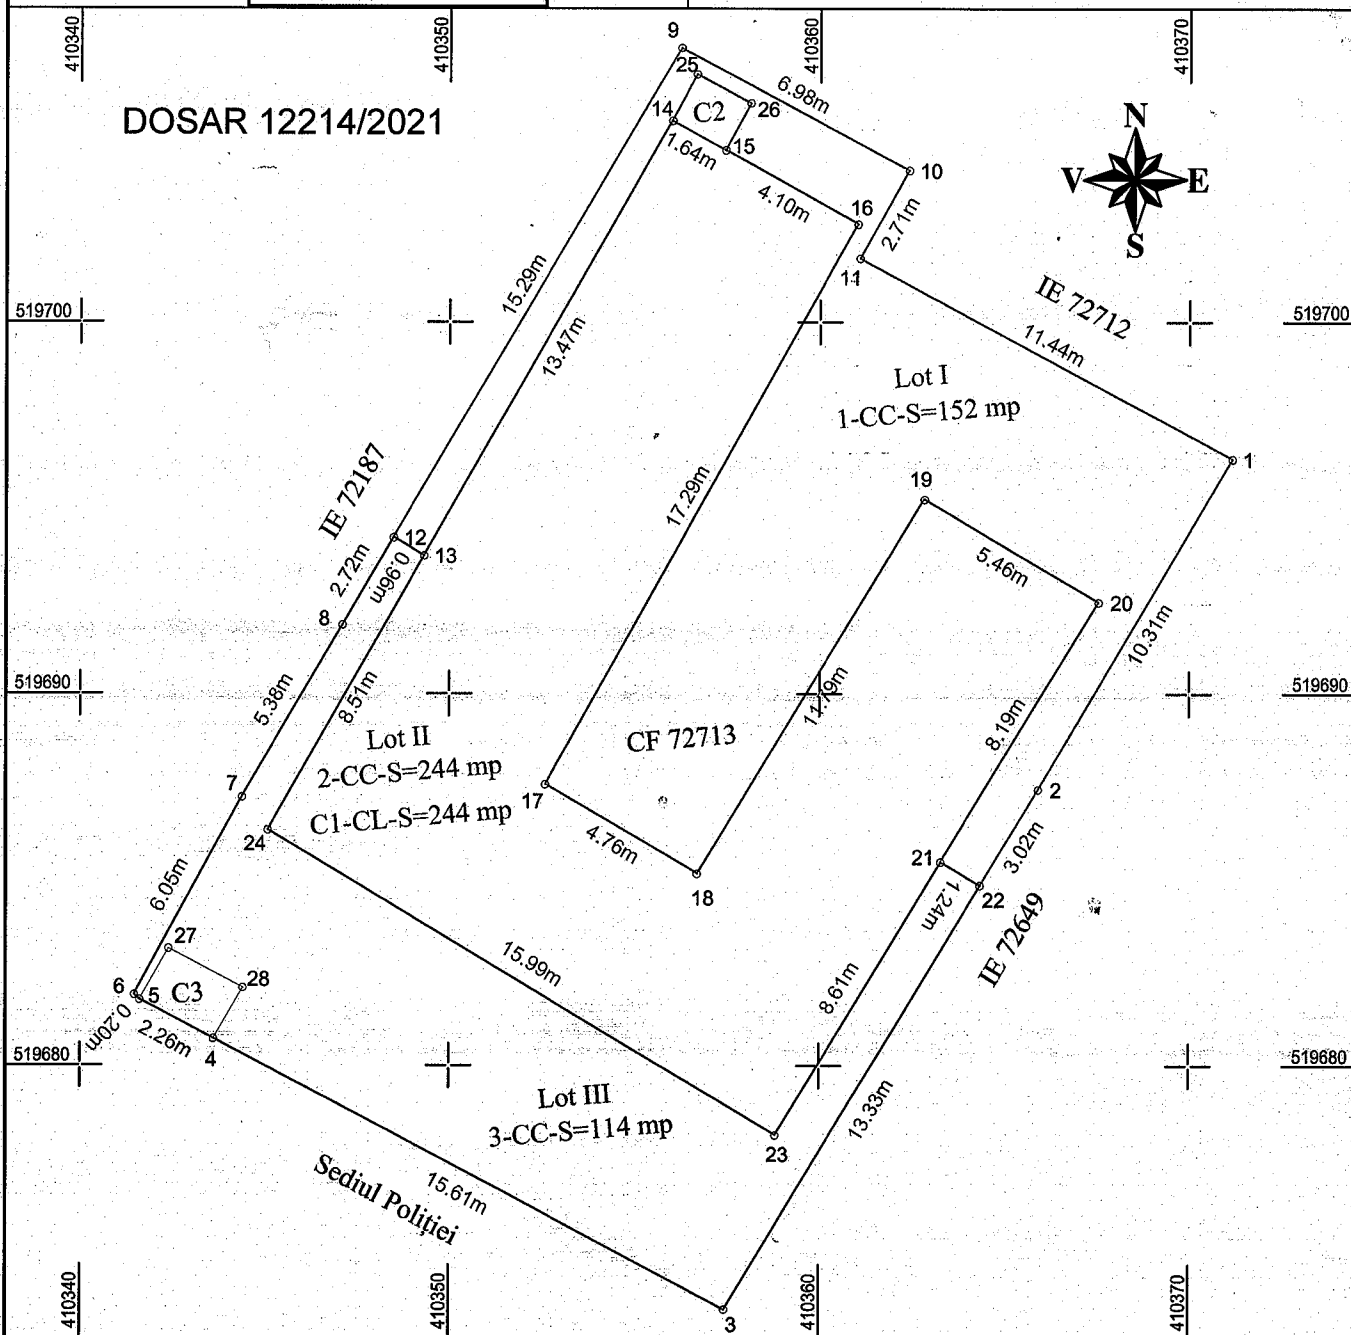 410340
410350
410360
410370
DOSAR 12214/2021
9
25
6.98m
14
C2
26
15
1.64m
10
4.10m
16
2.71m
11
N
V
E
S
15.29m
13.47m
IE 72712
519700
519700
11.44m
Lot I
1-CC-S=152 mp
1
IE 72187
17.29m
19
12
13
0.96m
2.72m
5.46m
8
20
10.31m
5.38m
8.51m
519690
519690
11.79m
8.19m
Lot II
2-CC-S=244 mp
C1-CL-S=244 mp
CF 72713
7
17
2
24
4.76m
18
21
1.24m
22
3.02m
6.05m
IE 72649
27
28
6
5
C3
15.99m
8.61m
0.20m
2.26m
4
519680
519680
Lot III
3-CC-S=114 mp
13.33m
23
Sediul Poliției
15.61m
410340
410350
410360
410370
3